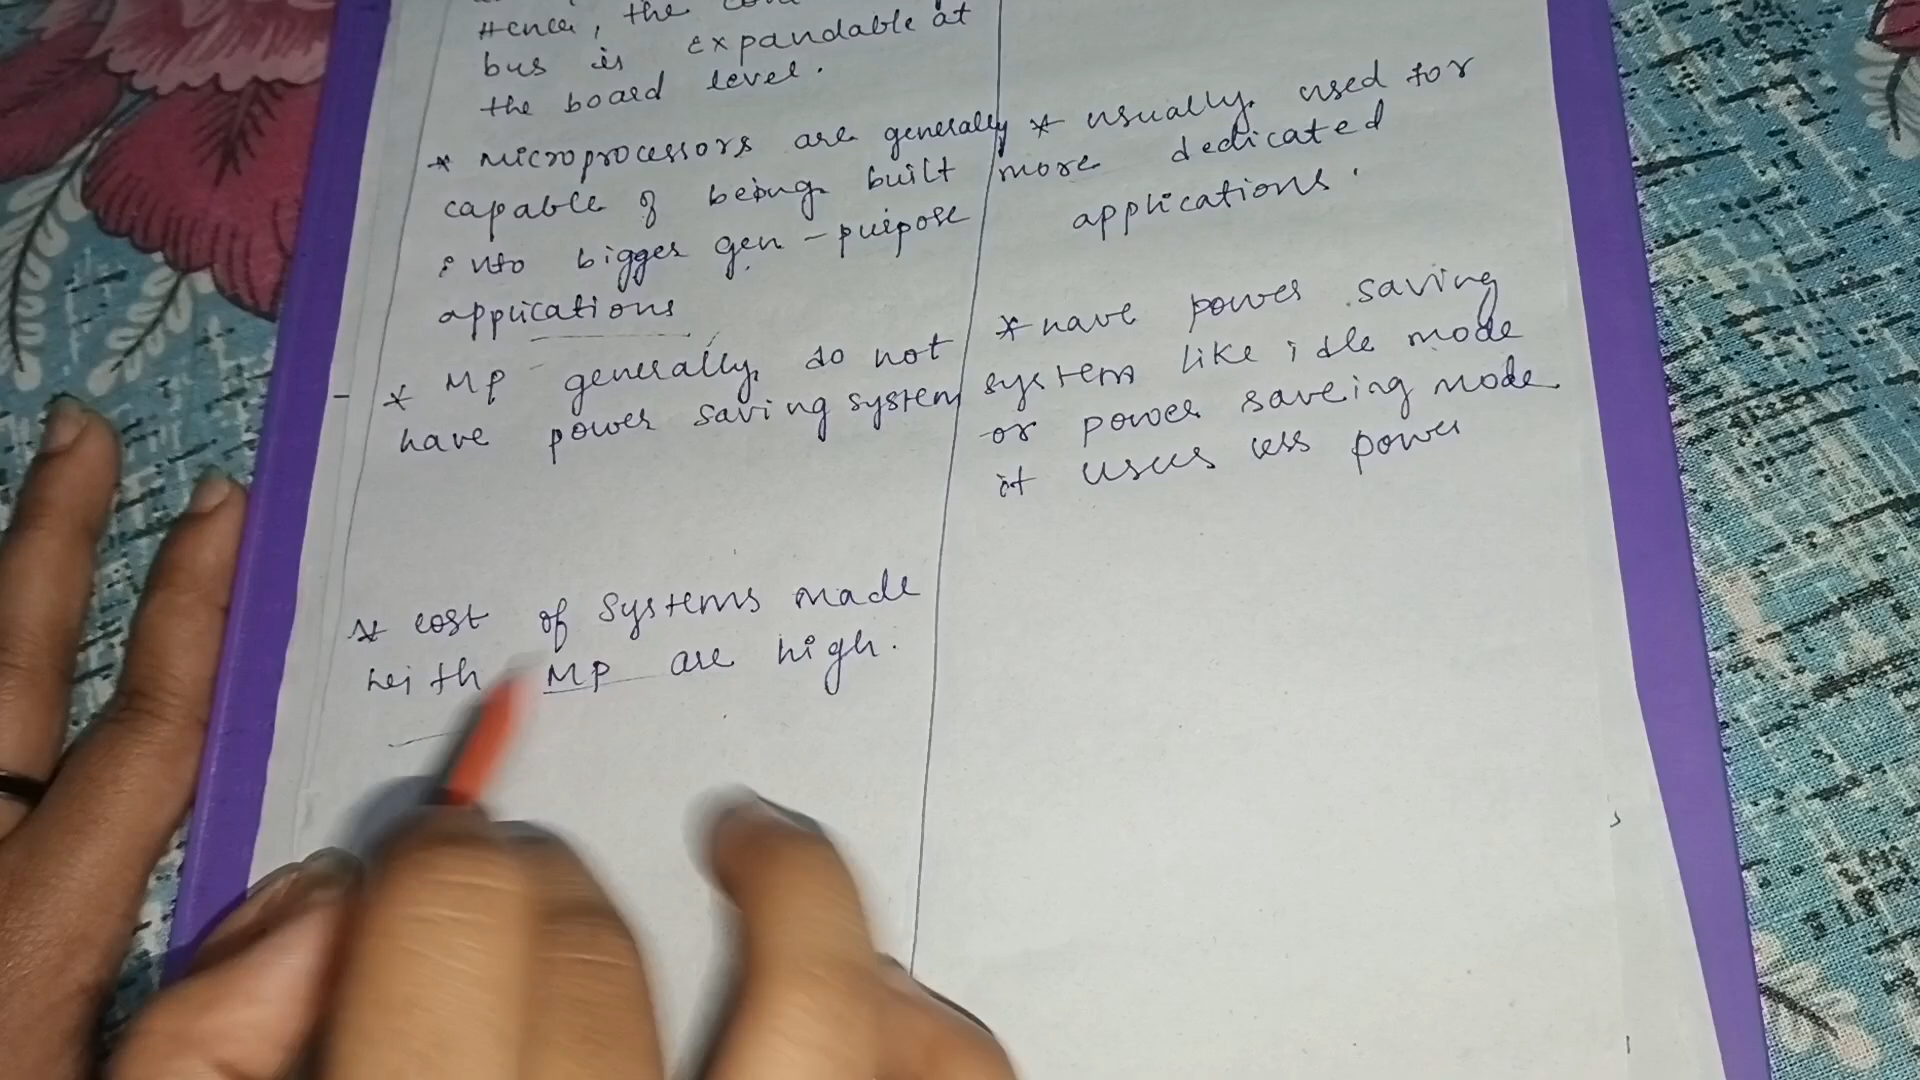 Hence, the
bus is expandable at
the board level.
* Microprocessors are generally
capable of being built
into bigger gen-purpose
applications
* MP generally do not
have power saving system
* cost of systems made
with MP are high.
* usually used for
more dedicated
applications.
* have power saving
system like idle mode
or power saveing mode
it uses less power